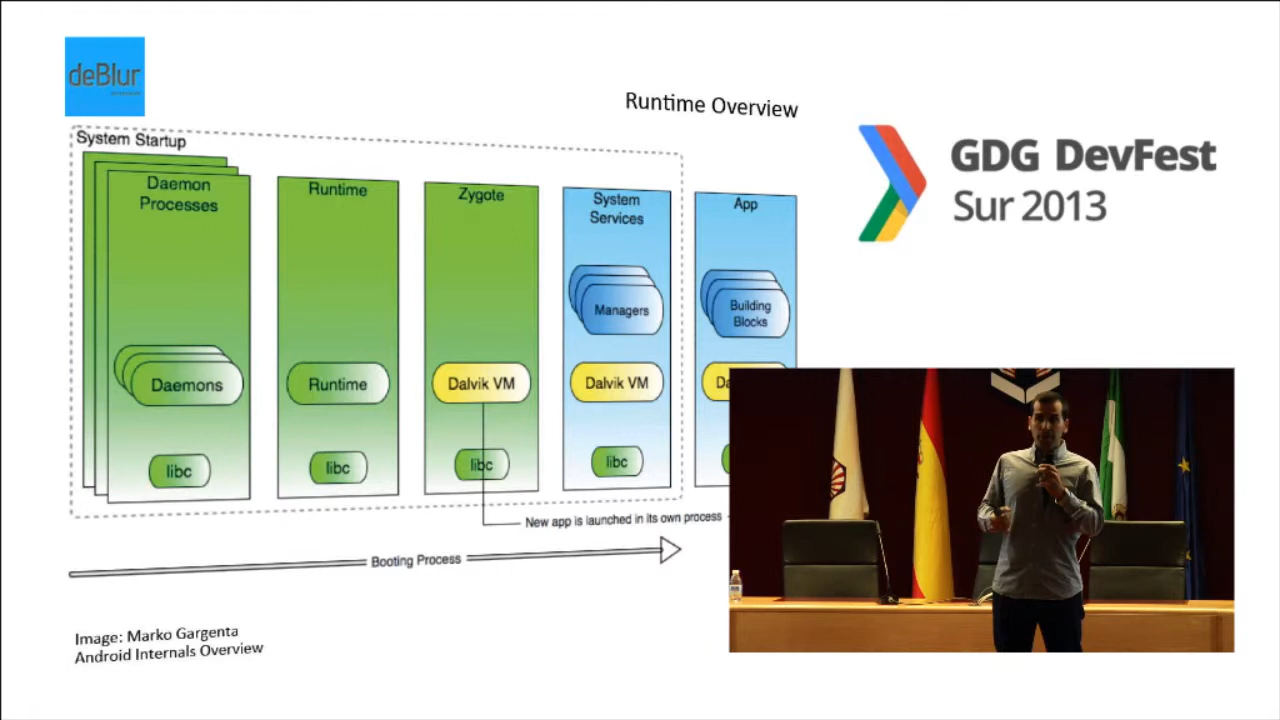 deBlur
Runtime Overview
GDG DevFest
Sur 2013
System Startup
Daemon
Processes
Runtime
Zygote
System
Services
App
Managers
Building
Blocks
Daemons
Runtime
Dalvik VM
Dalvik VM
Da
libc
libc
libc
libc
New app is launched in its own process
Booting Process
Image: Marko Gargenta
Android Internals Overview